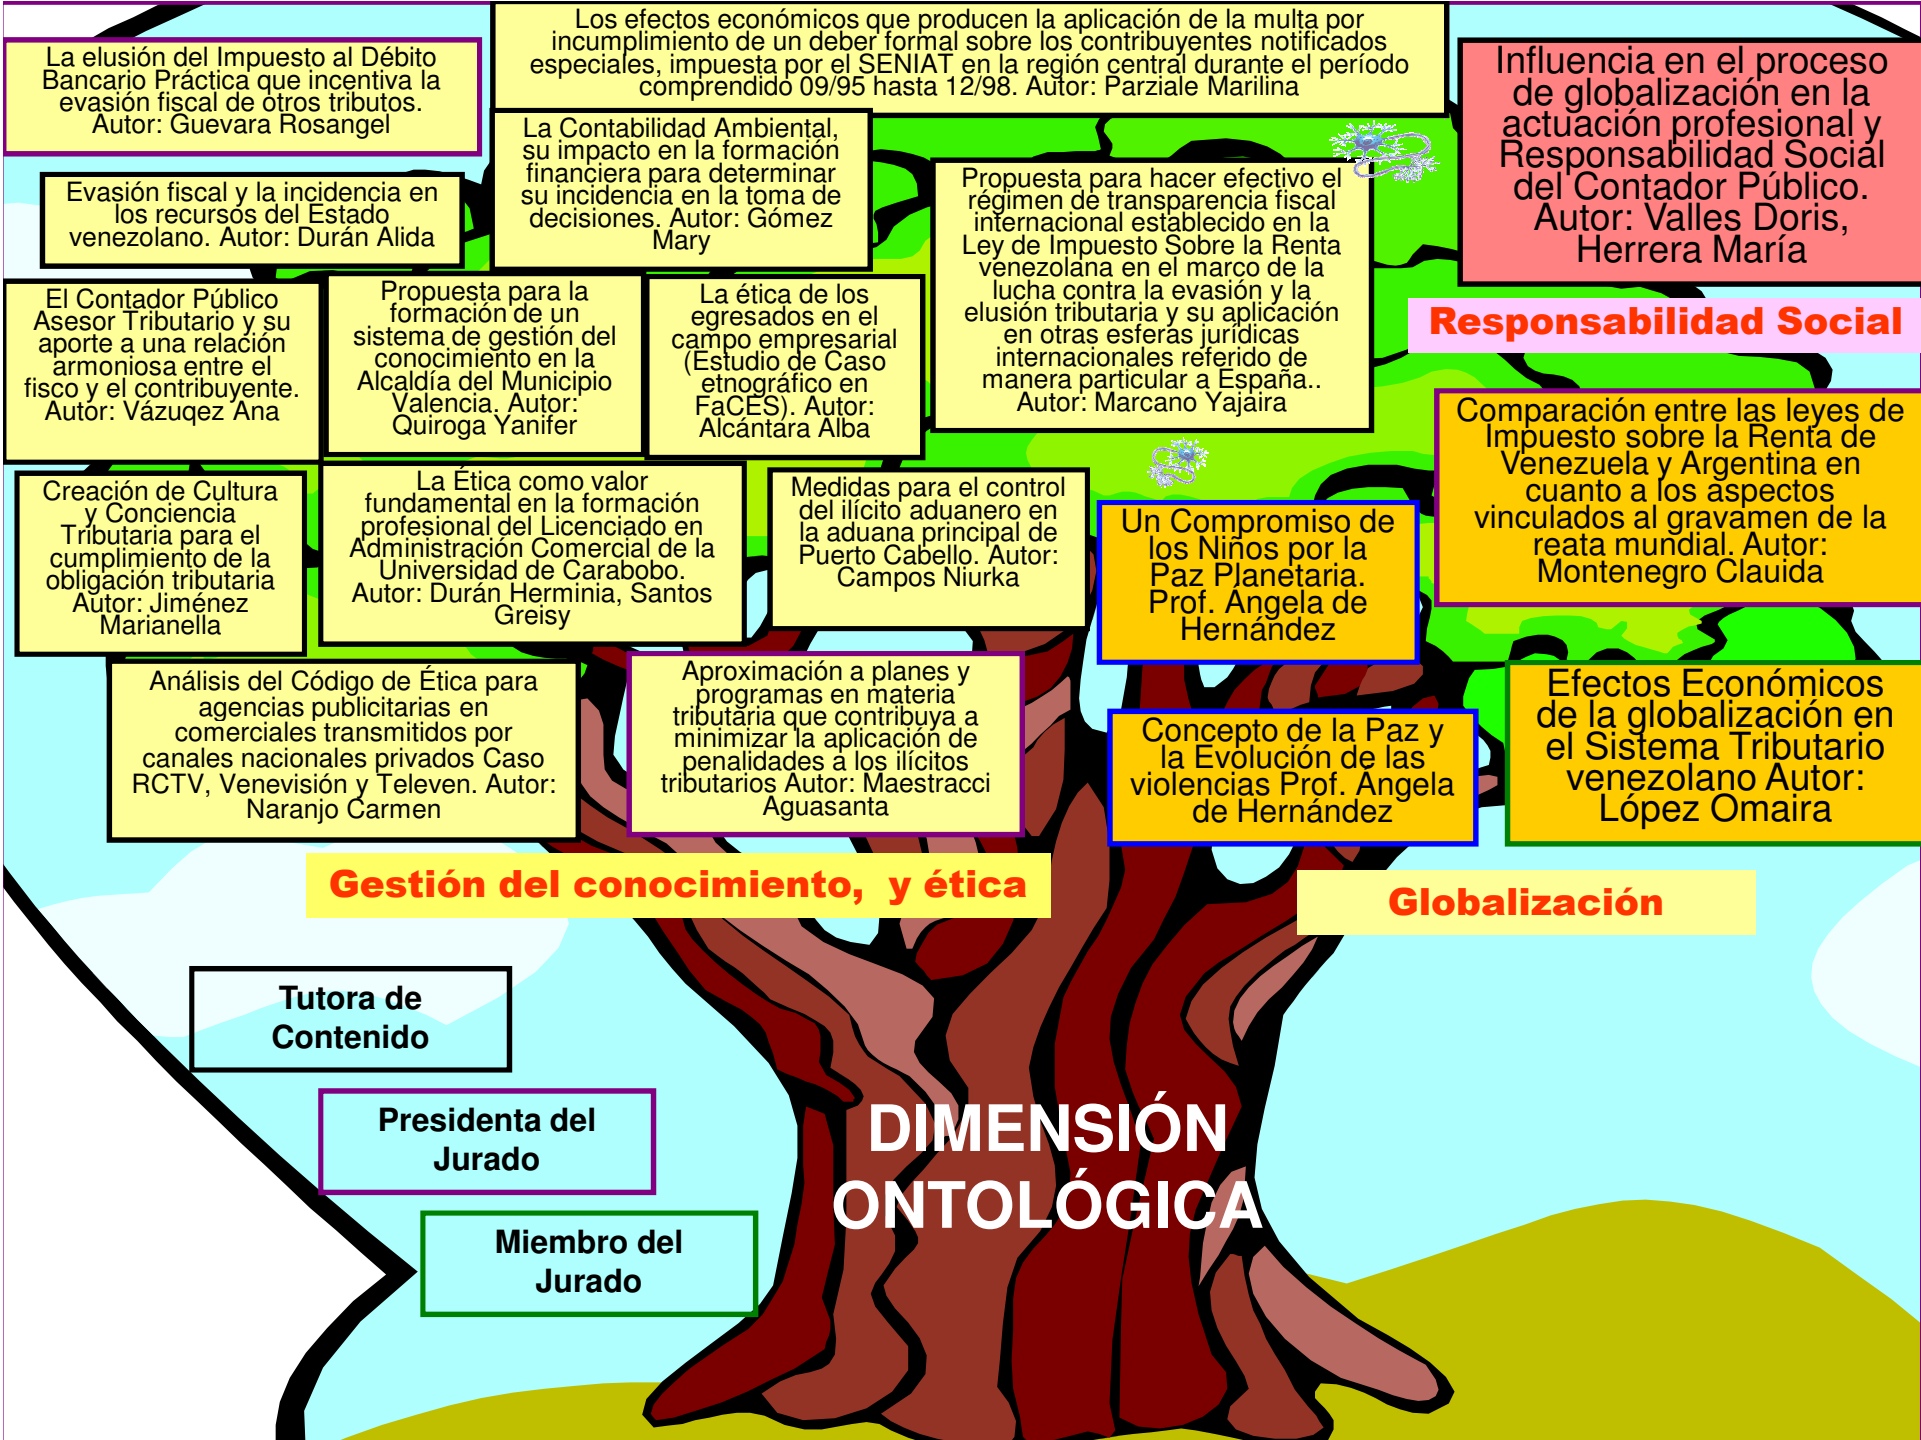 La elusión del Impuesto al Débito
Bancario Práctica que incentiva la
evasión fiscal de otros tributos.
Autor: Guevara Rosangel
Los efectos económicos que producen la aplicación de la multa por
incumplimiento de un deber formal sobre los contribuyentes notificados
especiales, impuesta por el SENIAT en la región central durante el período
comprendido 09/95 hasta 12/98. Autor: Parziale Marilina
Influencia en el proceso
de globalización en la
actuación profesional y
Responsabilidad Social
del Contador Público.
Autor: Valles Doris,
Herrera María
Evasión fiscal y la incidencia en
los recursos del Estado
venezolano. Autor: Durán Alida
La Contabilidad Ambiental,
su impacto en la formación
financiera para determinar
su incidencia en la toma de
decisiones. Autor: Gómez
Mary
Propuesta para hacer efectivo el
régimen de transparencia fiscal
internacional establecido en la
Ley de Impuesto Sobre la Renta
venezolana en el marco de la
lucha contra la evasión y la
elusión tributaria y su aplicación
en otras esferas jurídicas
internacionales referido de
manera particular a España..
Autor: Marcano Yajaira
Responsabilidad Social
El Contador Público
Asesor Tributario y su
aporte a una relación
armoniosa entre el
fisco y el contribuyente.
Autor: Vázuqez Ana
Propuesta para la
formación de un
sistema de gestión del
conocimiento en la
Alcaldía del Municipio
Valencia. Autor:
Quiroga Yanifer
La ética de los
egresados en el
campo empresarial
(Estudio de Caso
etnográfico en
FaCES). Autor:
Alcántara Alba
Comparación entre las leyes de
Impuesto sobre la Renta de
Venezuela y Argentina en
cuanto a los aspectos
vinculados al gravamen de la
reata mundial. Autor:
Montenegro Clauida
Creación de Cultura
y Conciencia
Tributaria para el
cumplimiento de la
obligación tributaria
Autor: Jiménez
Marianella
La Ética como valor
fundamental en la formación
profesional del Licenciado en
Administración Comercial de la
Universidad de Carabobo.
Autor: Durán Herminia, Santos
Greisy
Medidas para el control
del ilícito aduanero en
la aduana principal de
Puerto Cabello. Autor:
Campos Niurka
Un Compromiso de
los Niños por la
Paz Planetaria.
Prof. Ángela de
Hernández
Análisis del Código de Ética para
agencias publicitarias en
comerciales transmitidos por
canales nacionales privados Caso
RCTV, Venevisión y Televen. Autor:
Naranjo Carmen
Aproximación a planes y
programas en materia
tributaria que contribuya a
minimizar la aplicación de
penalidades a los ilícitos
tributarios Autor: Maestracci
Aguasanta
Concepto de la Paz y
la Evolución de las
violencias Prof. Ángela
de Hernández
Efectos Económicos
de la globalización en
el Sistema Tributario
venezolano Autor:
López Omaira
Gestión del conocimiento, y ética
Globalización
Tutora de
Contenido
Presidenta del
Jurado
Miembro del
Jurado
DIMENSIÓN
ONTOLÓGICA